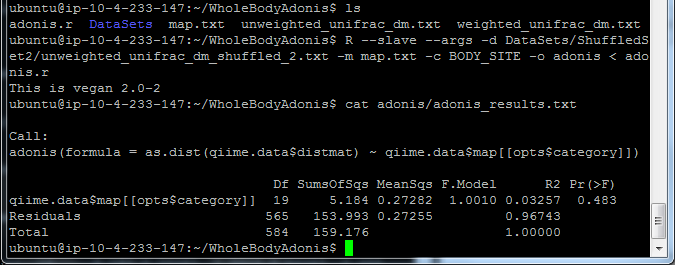 ubuntu@ip-10-4-233-147:~/WholeBodyAdonis$ ls
adonis.r  DataSets  map.txt  unweighted_unifrac_dm.txt  weighted_unifrac_dm.txt
ubuntu@ip-10-4-233-147:~/WholeBodyAdonis$ R --slave --args -d DataSets/ShuffledS
et2/unweighted_unifrac_dm_shuffled_2.txt -m map.txt -c BODY_SITE -o adonis < ado
nis.r
This is vegan 2.0-2
ubuntu@ip-10-4-233-147:~/WholeBodyAdonis$ cat adonis/adonis_results.txt
Call:
adonis(formula = as.dist(qiime.data$distmat) ~ qiime.data$map[[opts$category]])
Df SumsOfSqs MeanSqs F.Model      R2 Pr(>F)
qiime.data$map[[opts$category]]  19     5.184 0.27282  1.0010 0.03257  0.483
Residuals                       565   153.993 0.27255         0.96743
Total                           584   159.176                 1.00000
ubuntu@ip-10-4-233-147:~/WholeBodyAdonis$